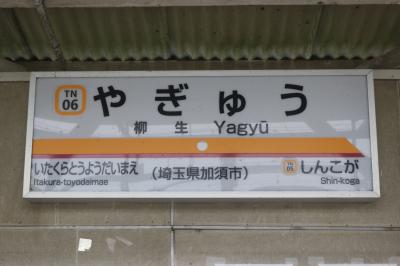 TN
06
やぎゅう
柳生 Yagyū
いたくらとうようだいまえ
Itakura-toyodaimae
(埼玉県加須市)
TN
05
しんこが
Shin-koga